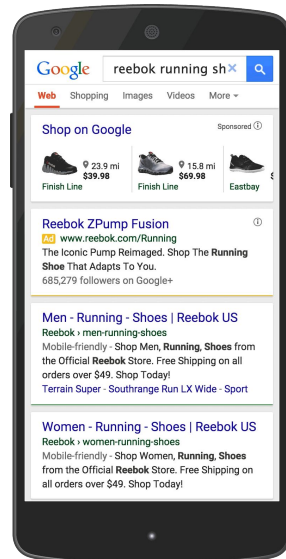 Google reebok running sh×
Web Shopping Images Videos More
Shop on Google Sponsored
23.9 mi 15.8 mi
$39.98 $69.98 $
Finish Line Finish Line Eastbay
Reebok ZPump Fusion
Ad www.reebok.com/Running
The Iconic Pump Reimaged. Shop The Running
Shoe That Adapts To You.
685,279 followers on Google+
Men - Running - Shoes | Reebok US
Reebok › men-running-shoes
Mobile-friendly - Shop Men, Running, Shoes from
the Official Reebok Store. Free Shipping on all
orders over $49. Shop Today!
Terrain Super - Southrange Run LX Wide - Sport
Women - Running - Shoes | Reebok US
Reebok › women-running-shoes
Mobile-friendly - Shop Women, Running, Shoes
from the Official Reebok Store. Free Shipping on
all orders over $49. Shop Today!